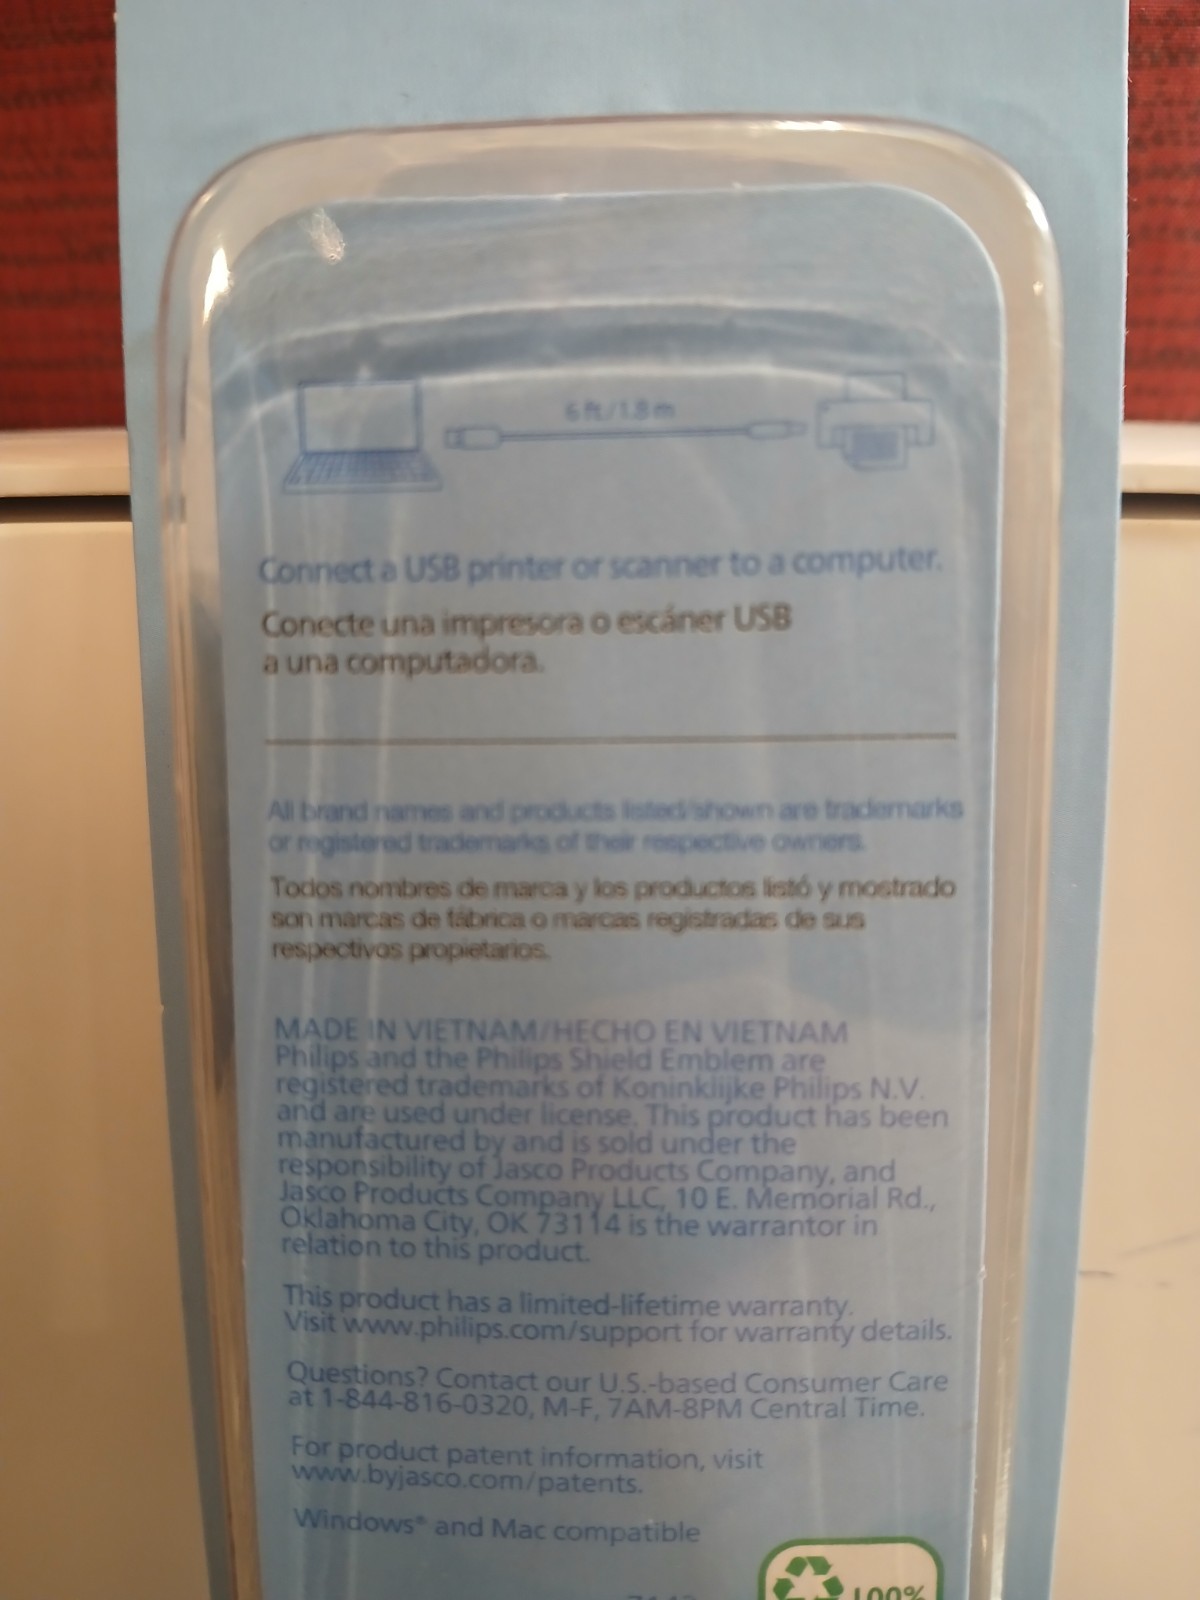 6 ft/1.8 m
Connect a USB printer or scanner to a computer.
Conecte una impresora o escáner USB
a una computadora.
All brand names and products listed/shown are trademarks
or registered trademarks of their respective owners.
Todos nombres de marca y los productos listó y mostrado
son marcas de fábrica o marcas registradas de sus
respectivos propietarios.
MADE IN VIETNAM/HECHO EN VIETNAM
Philips and the Philips Shield Emblem are
registered trademarks of Koninklijke Philips N.V.
and are used under license. This product has been
manufactured by and is sold under the
responsibility of Jasco Products Company, and
Jasco Products Company LLC, 10 E. Memorial Rd.,
Oklahoma City, OK 73114 is the warrantor in
relation to this product.
This product has a limited-lifetime warranty.
Visit www.philips.com/support for warranty details.
Questions? Contact our U.S.-based Consumer Care
at 1-844-816-0320, M-F, 7AM-8PM Central Time.
For product patent information, visit
www.byjasco.com/patents.
Windows® and Mac compatible
100%